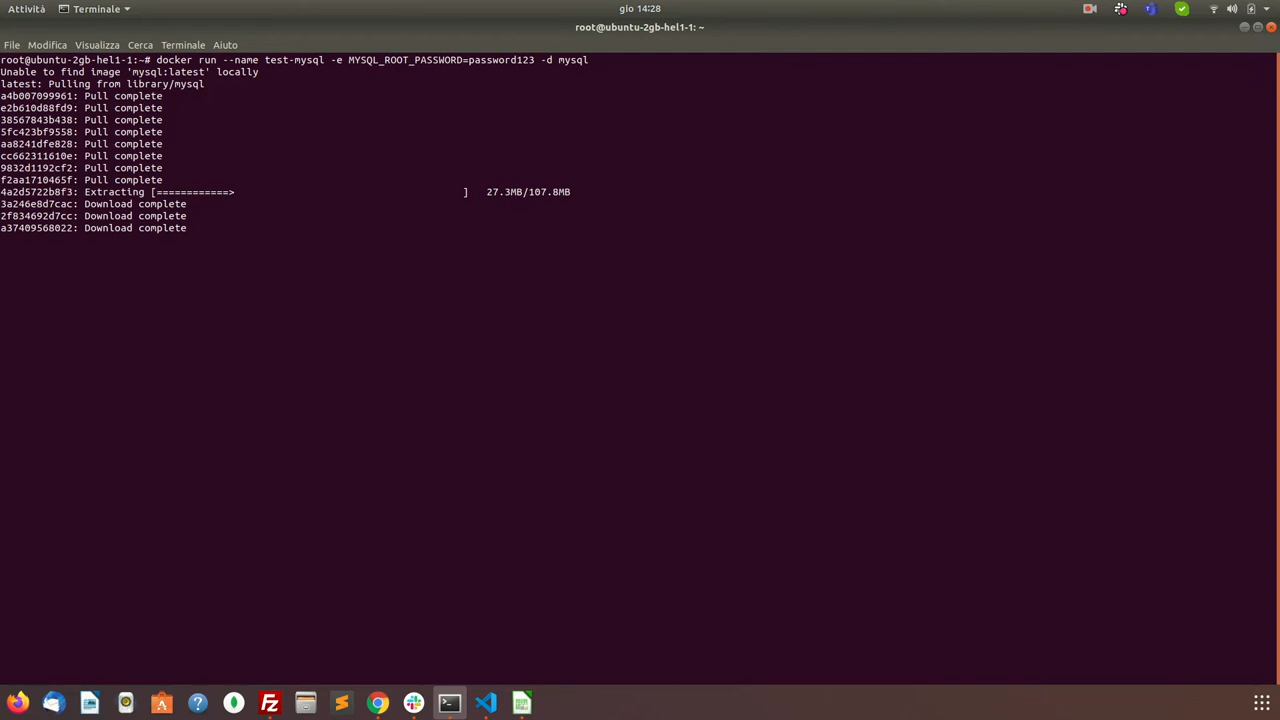 Attività Terminale gio 14:28
root@ubuntu-2gb-hel1-1: ~
File Modifica Visualizza Cerca Terminale Aiuto
root@ubuntu-2gb-hel1-1:~# docker run --name test-mysql -e MYSQL_ROOT_PASSWORD=password123 -d mysql
Unable to find image 'mysql:latest' locally
latest: Pulling from library/mysql
a4b007099961: Pull complete
e2b610d88fd9: Pull complete
38567843b438: Pull complete
5fc423bf9558: Pull complete
aa8241dfe828: Pull complete
cc662311610e: Pull complete
9832d1192cf2: Pull complete
f2aa1710465f: Pull complete
4a2d5722b8f3: Extracting [============>                                      ]   27.3MB/107.8MB
3a246e8d7cac: Download complete
2f834692d7cc: Download complete
a37409568022: Download complete